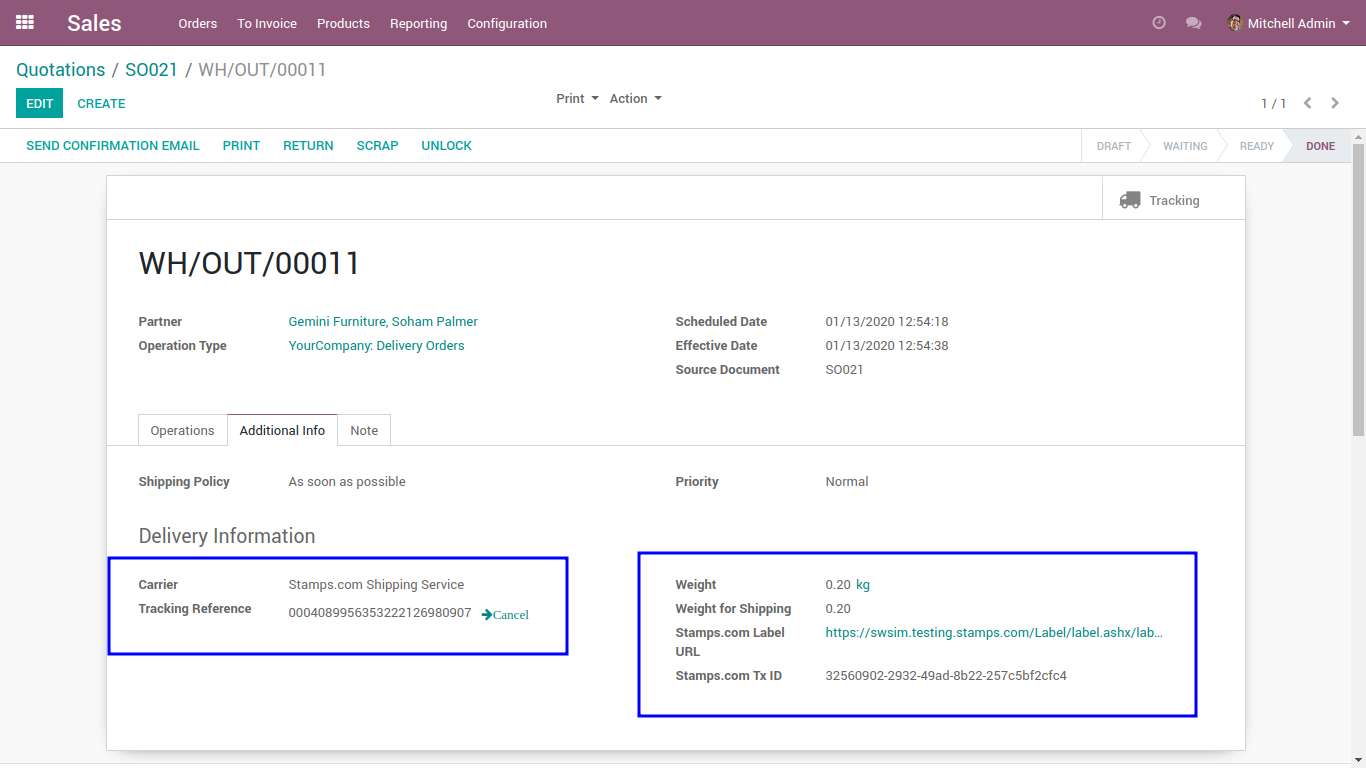 Sales Orders To Invoice Products Reporting Configuration Mitchell Admin
Quotations / SO021 / WH/OUT/00011
EDIT CREATE Print Action 1 / 1
SEND CONFIRMATION EMAIL PRINT RETURN SCRAP UNLOCK DRAFT WAITING READY DONE
Tracking
WH/OUT/00011
Partner Gemini Furniture, Soham Palmer Scheduled Date 01/13/2020 12:54:18
Operation Type YourCompany: Delivery Orders Effective Date 01/13/2020 12:54:38
Source Document SO021
Operations Additional Info Note
Shipping Policy As soon as possible Priority Normal
Delivery Information
Carrier Stamps.com Shipping Service Weight 0.20 kg
Tracking Reference 0004089956353222126980907 Cancel Weight for Shipping 0.20
Stamps.com Label https://swsim.testing.stamps.com/Label/label.ashx/lab...
URL
Stamps.com Tx ID 32560902-2932-49ad-8b22-257c5bf2cfc4